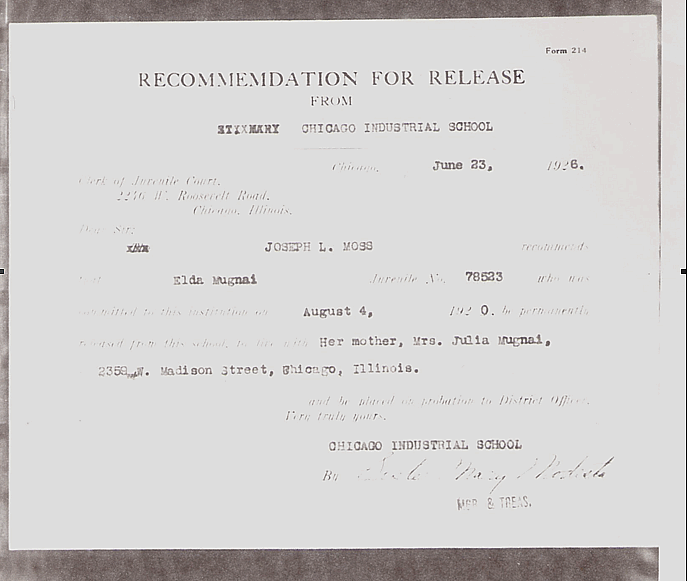 Form 214
RECOMMEMDATION FOR RELEASE
FROM
CHICAGO INDUSTRIAL SCHOOL
Chicago, June 23, 1926.
Clerk of Juvenile Court,
2246 W. Roosevelt Road,
Chicago, Illinois.
Dear Sir:
JOSEPH L. MOSS recommends
that Elda Mugnai Juvenile No. 78523 who was
committed to this institution on August 4, 1920. be permanently
released from this school, to live with Her mother, Mrs. Julia Mugnai,
2358 W. Madison Street, Chicago, Illinois.
and be placed on probation to District Officer.
Very truly yours,
CHICAGO INDUSTRIAL SCHOOL
By Sister Mary Modesta
MGR. & TREAS.